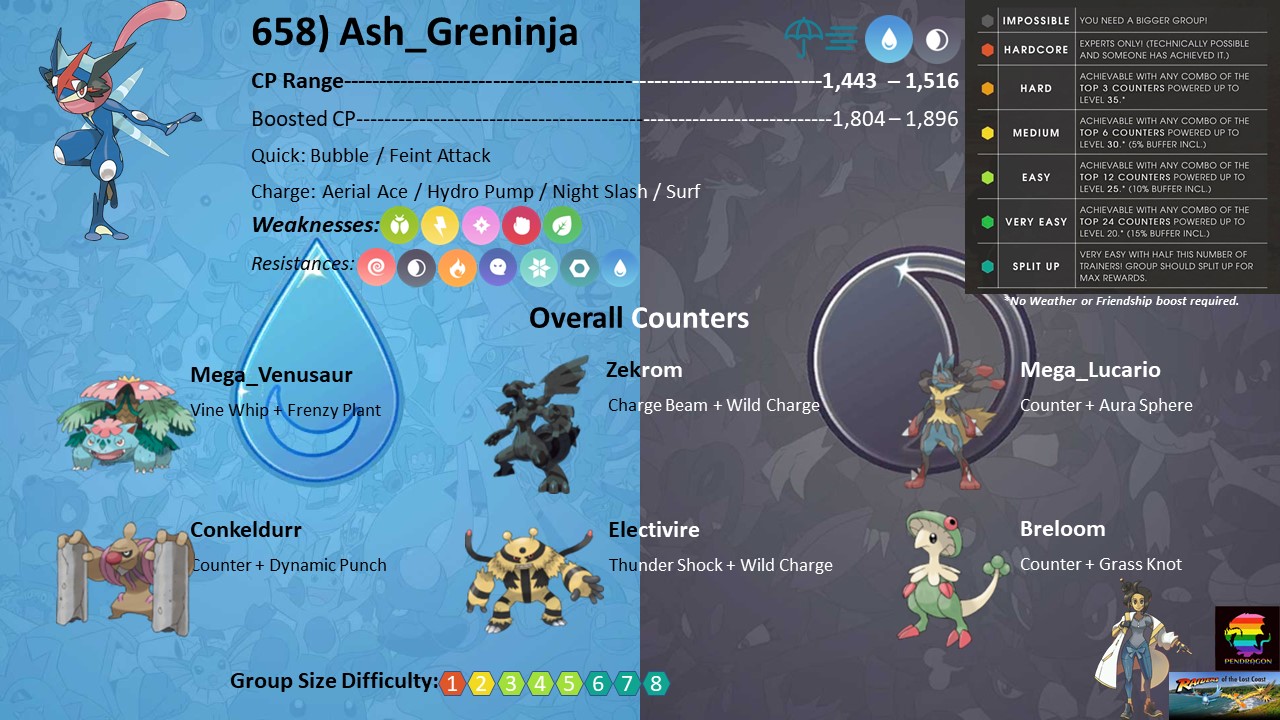 658) Ash_Greninja
CP Range 1,443 – 1,516
Boosted CP 1,804 – 1,896
Quick: Bubble / Feint Attack
Charge: Aerial Ace / Hydro Pump / Night Slash / Surf
Weaknesses:
Resistances:
IMPOSSIBLE YOU NEED A BIGGER GROUP!
HARDCORE EXPERTS ONLY! (TECHNICALLY POSSIBLE
AND SOMEONE HAS ACHIEVED IT.)
HARD ACHIEVABLE WITH ANY COMBO OF THE
TOP 3 COUNTERS POWERED UP TO
LEVEL 35.*
MEDIUM ACHIEVABLE WITH ANY COMBO OF THE
TOP 6 COUNTERS POWERED UP TO
LEVEL 30.* (5% BUFFER INCL.)
EASY ACHIEVABLE WITH ANY COMBO OF THE
TOP 12 COUNTERS POWERED UP TO
LEVEL 25.* (10% BUFFER INCL.)
VERY EASY ACHIEVABLE WITH ANY COMBO OF THE
TOP 24 COUNTERS POWERED UP TO
LEVEL 20.* (15% BUFFER INCL.)
SPLIT UP VERY EASY WITH HALF THIS NUMBER OF
TRAINERS! GROUP SHOULD SPLIT UP FOR
MAX REWARDS.
*No Weather or Friendship boost required.
Overall Counters
Mega_Venusaur
Vine Whip + Frenzy Plant
Zekrom
Charge Beam + Wild Charge
Mega_Lucario
Counter + Aura Sphere
Conkeldurr
Counter + Dynamic Punch
Electivire
Thunder Shock + Wild Charge
Breloom
Counter + Grass Knot
Group Size Difficulty: 1 2 3 4 5 6 7 8
PENDRAGON
RAIDERS of the Lost Coast